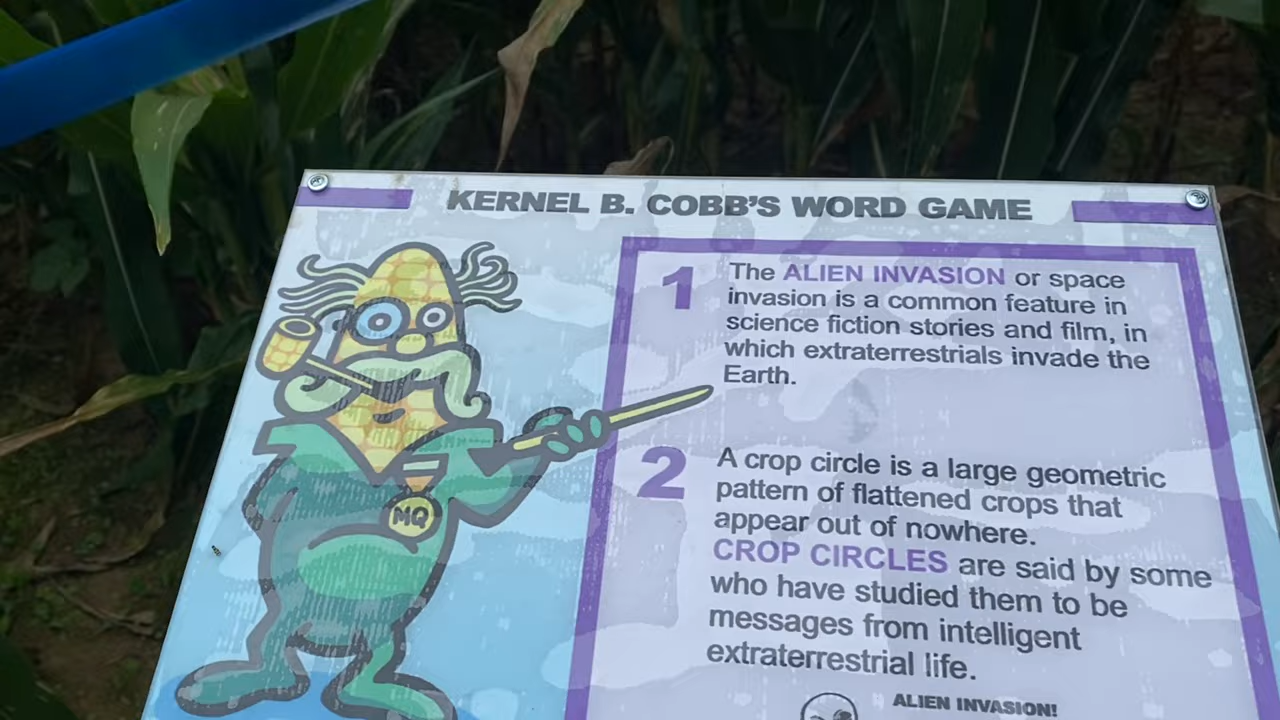 KERNEL B. COBB'S WORD GAME
1 The ALIEN INVASION or space
invasion is a common feature in
science fiction stories and film, in
which extraterrestrials invade the
Earth.
2 A crop circle is a large geometric
pattern of flattened crops that
appear out of nowhere.
CROP CIRCLES are said by some
who have studied them to be
messages from intelligent
extraterrestrial life.
MQ
ALIEN INVASION!